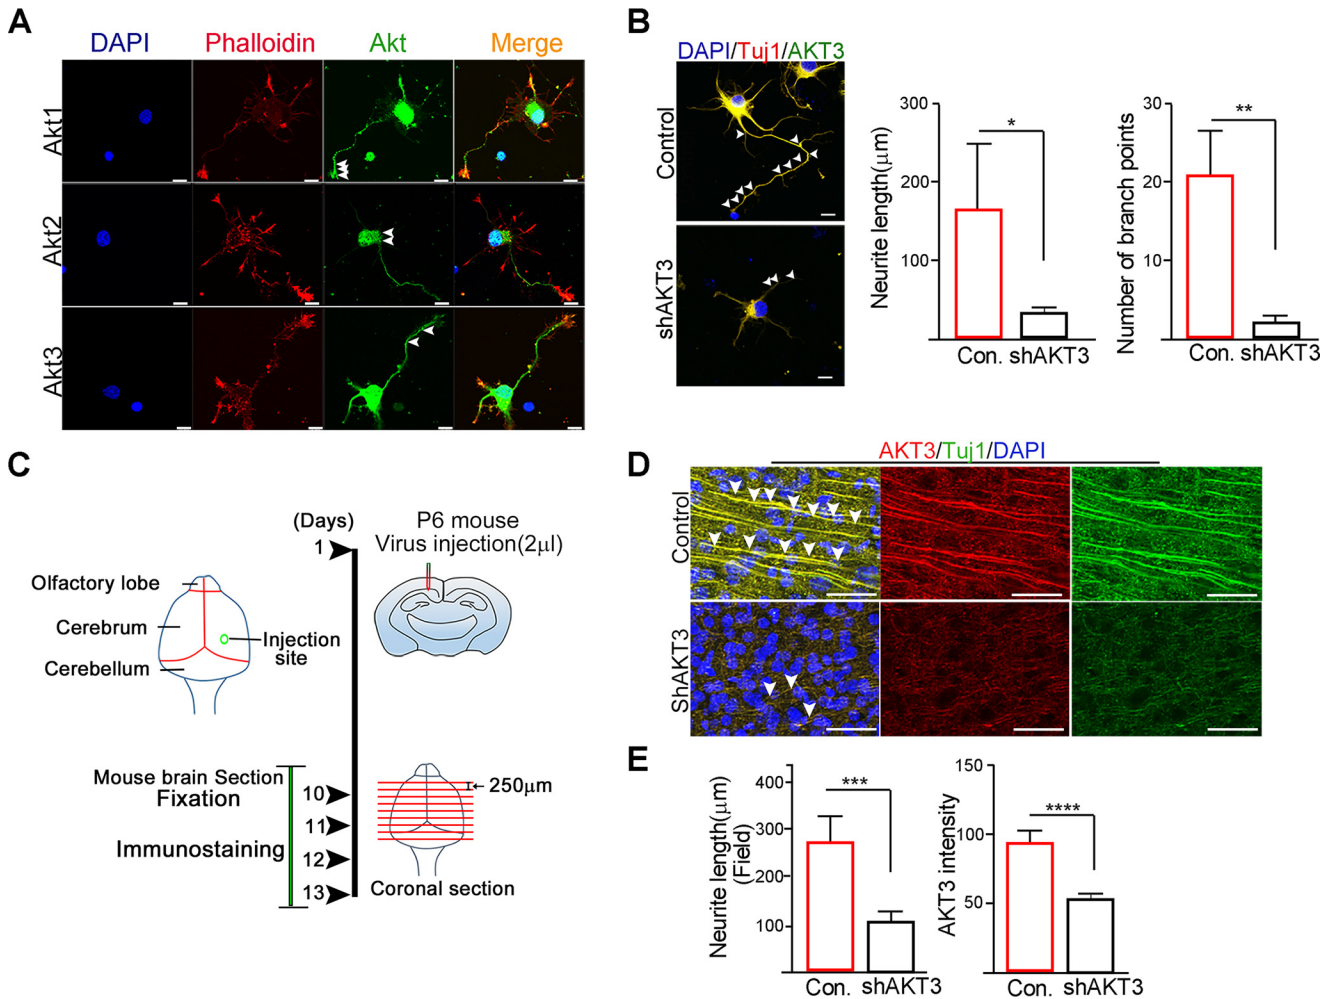 A
DAPI
Phalloidin
Akt
Merge
Akt1
Akt2
Akt3
B
DAPI/Tuj1/AKT3
Control
shAKT3
Neurite length(μm)
300
200
100
*
Con. shAKT3
Number of branch points
30
20
10
**
Con. shAKT3
C
(Days)
1
P6 mouse
Virus injection(2μl)
Olfactory lobe
Cerebrum
Cerebellum
Injection
site
Mouse brain Section
Fixation
Immunostaining
10
11
12
13
250μm
Coronal section
D
AKT3/Tuj1/DAPI
Control
ShAKT3
E
Neurite length(μm)
(Field)
400
300
200
100
***
Con. shAKT3
AKT3 intensity
150
100
50
****
Con. shAKT3